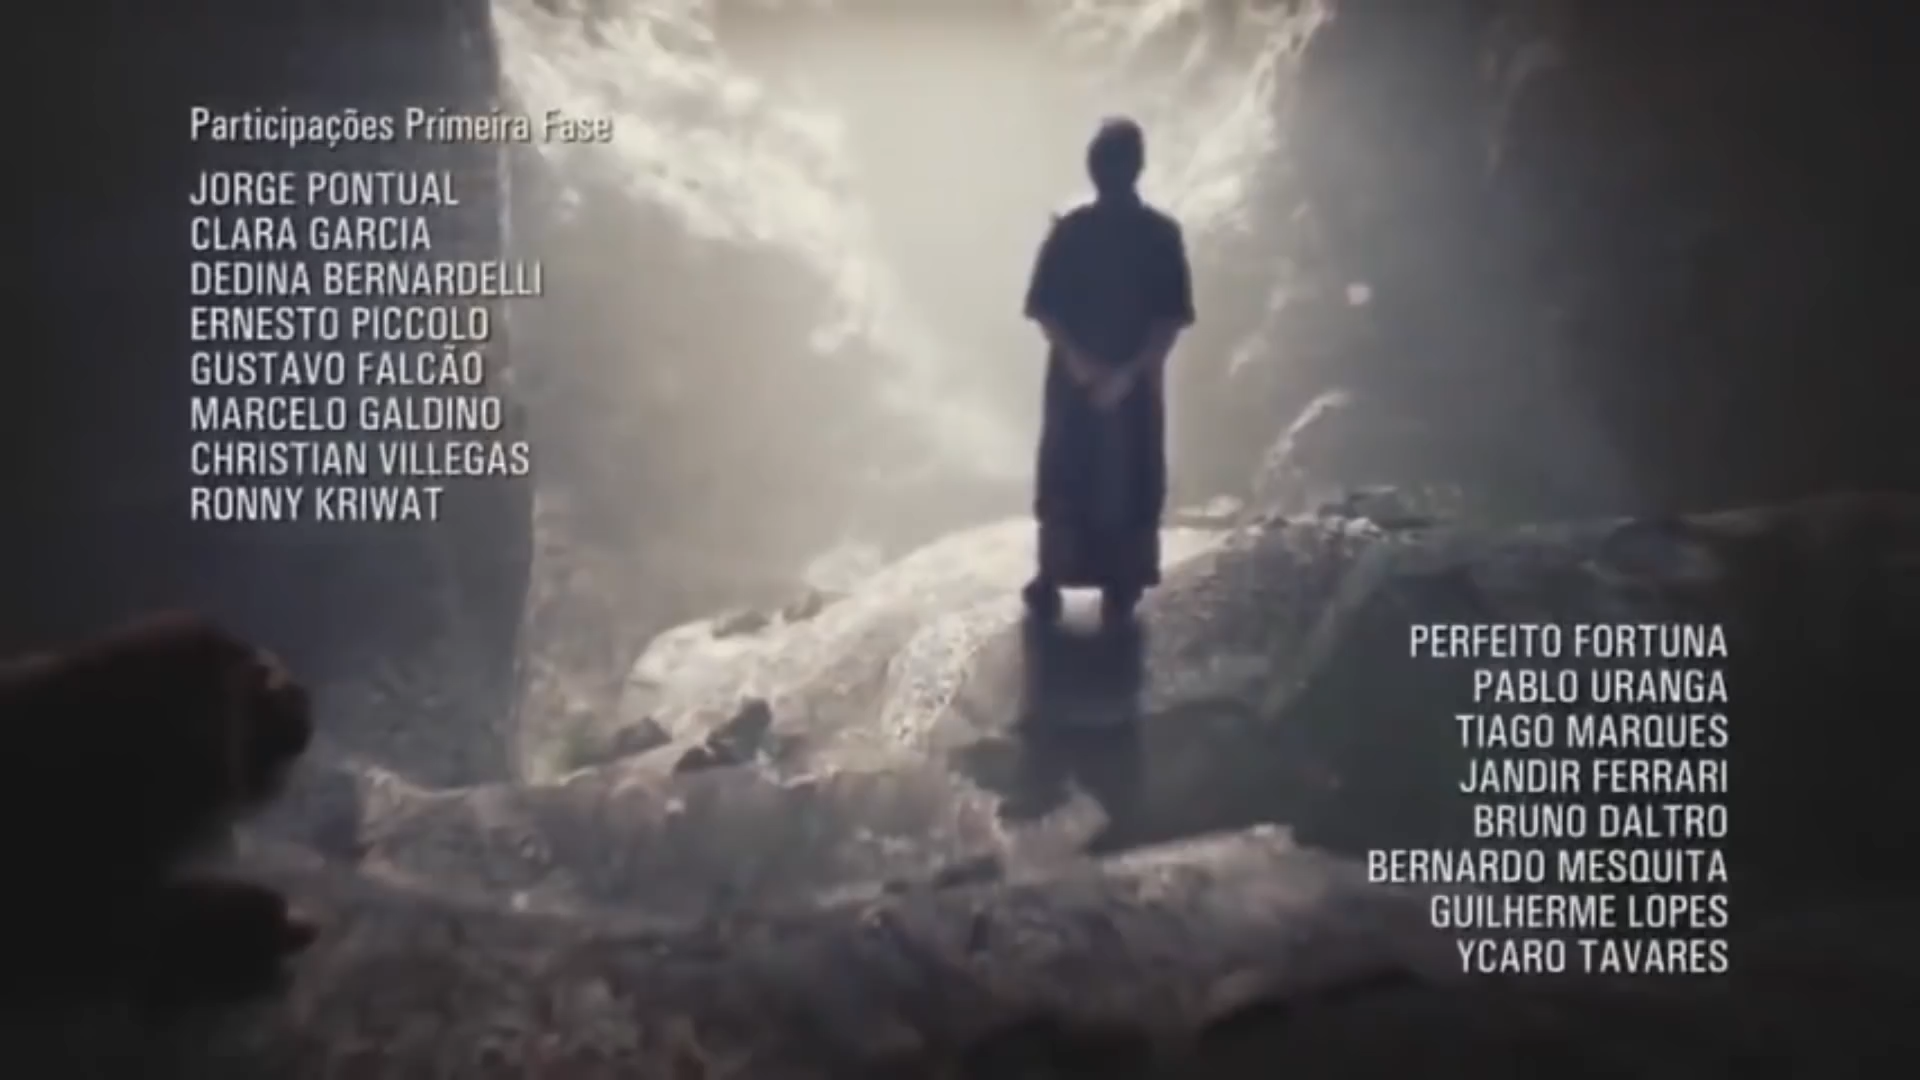 Participações Primeira Fase
JORGE PONTUAL
CLARA GARCIA
DEDINA BERNARDELLI
ERNESTO PICCOLO
GUSTAVO FALCÃO
MARCELO GALDINO
CHRISTIAN VILLEGAS
RONNY KRIWAT
PERFEITO FORTUNA
PABLO URANGA
TIAGO MARQUES
JANDIR FERRARI
BRUNO DALTRO
BERNARDO MESQUITA
GUILHERME LOPES
YCARO TAVARES